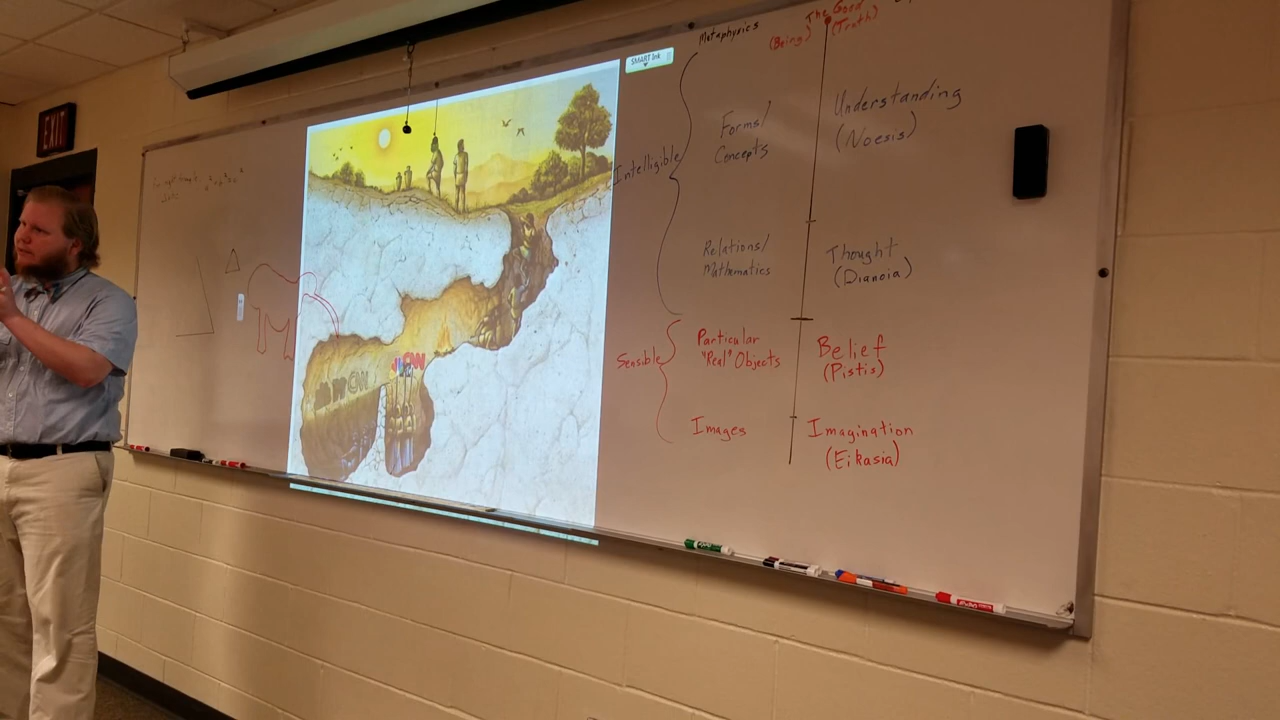 EXIT
SMART Ink
Metaphysics
The Good
(Being) (Truth)
Intelligible
Forms/
Concepts
Understanding
(Noesis)
Relations/
Mathematics
Thought
(Dianoia)
Sensible
Particular
"Real" Objects
Belief
(Pistis)
Images
Imagination
(Eikasia)
CNN